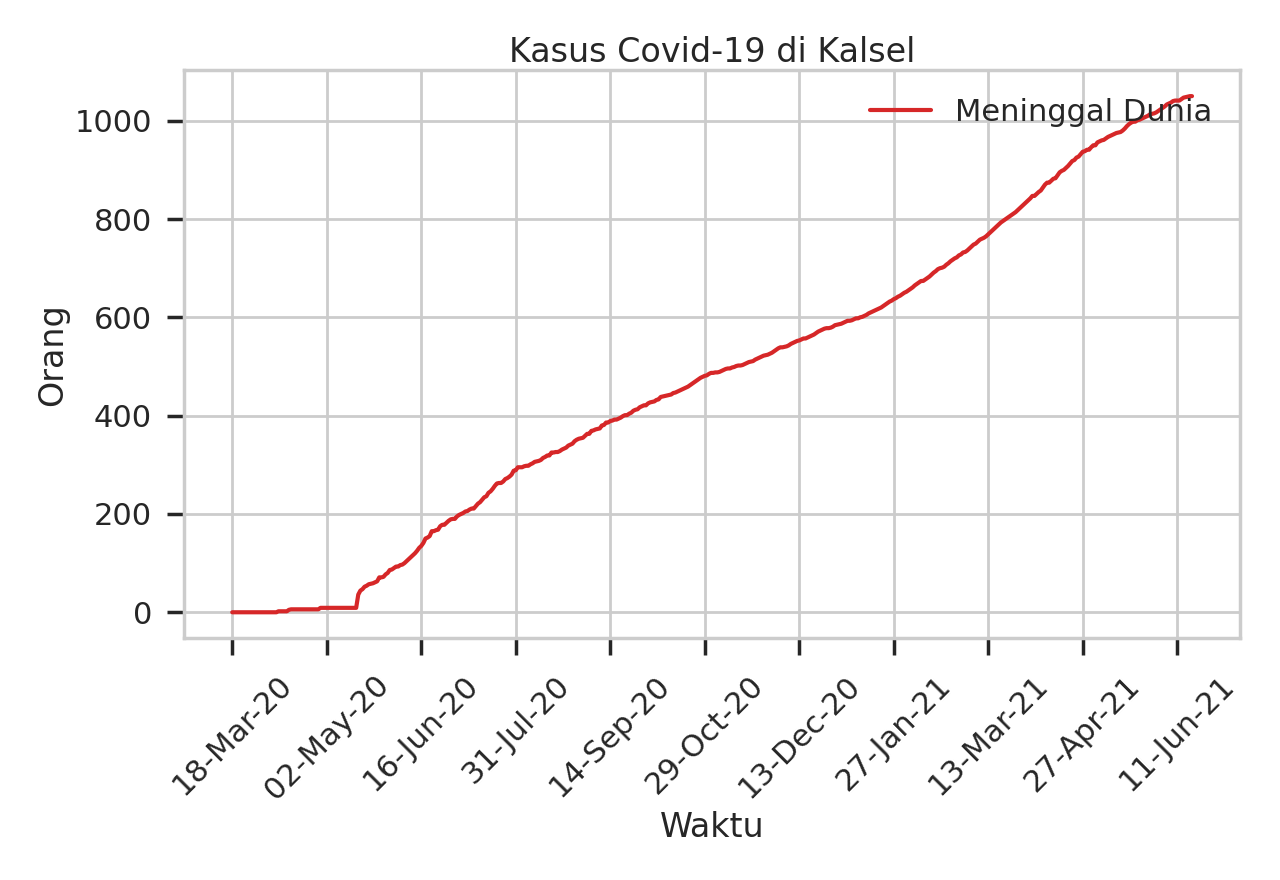 Kasus Covid-19 di Kalsel
Meninggal Dunia
1000
800
600
400
200
0
Orang
18-Mar-20
02-May-20
16-Jun-20
31-Jul-20
14-Sep-20
29-Oct-20
13-Dec-20
27-Jan-21
13-Mar-21
27-Apr-21
11-Jun-21
Waktu